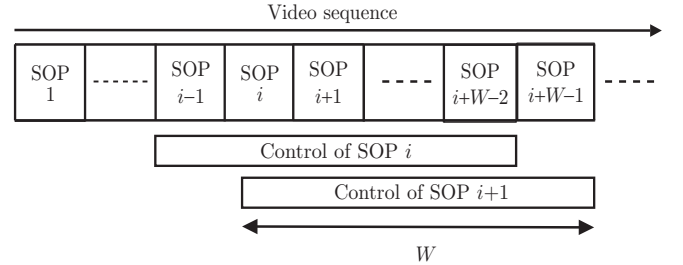 Video sequence
SOP 1
SOP i–1
SOP i
SOP i+1
SOP i+W–2
SOP i+W–1
Control of SOP i
Control of SOP i+1
W